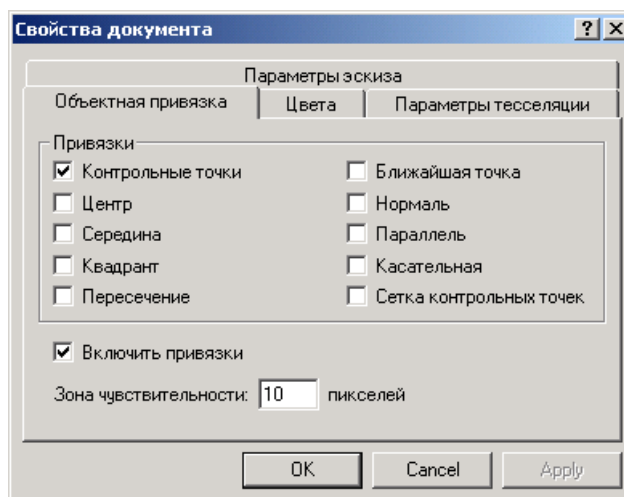 Свойства документа
Параметры эскиза
Объектная привязка Цвета Параметры тесселяции
Привязки
Контрольные точки Ближайшая точка
Центр Нормаль
Середина Параллель
Квадрант Касательная
Пересечение Сетка контрольных точек
Включить привязки
Зона чувствительности: 10 пикселей
OK Cancel Apply